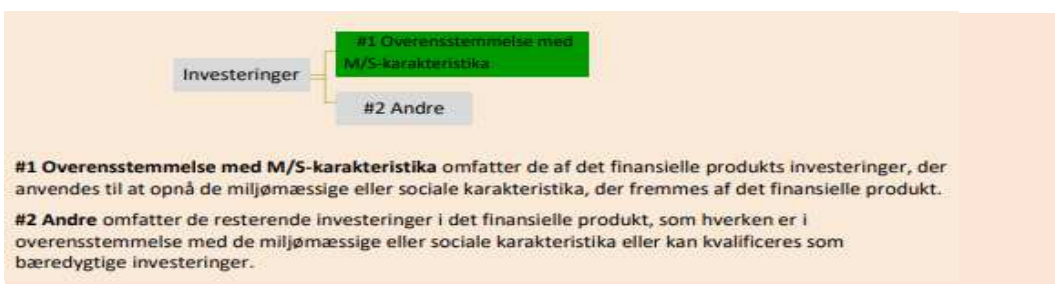 #1 Overensstemmelse med
M/S-karakteristika
Investeringer
#2 Andre
#1 Overensstemmelse med M/S-karakteristika omfatter de af det finansielle produkts investeringer, der
anvendes til at opnå de miljømæssige eller sociale karakteristika, der fremmes af det finansielle produkt.
#2 Andre omfatter de resterende investeringer i det finansielle produkt, som hverken er i
overensstemmelse med de miljømæssige eller sociale karakteristika eller kan kvalificeres som
bæredygtige investeringer.